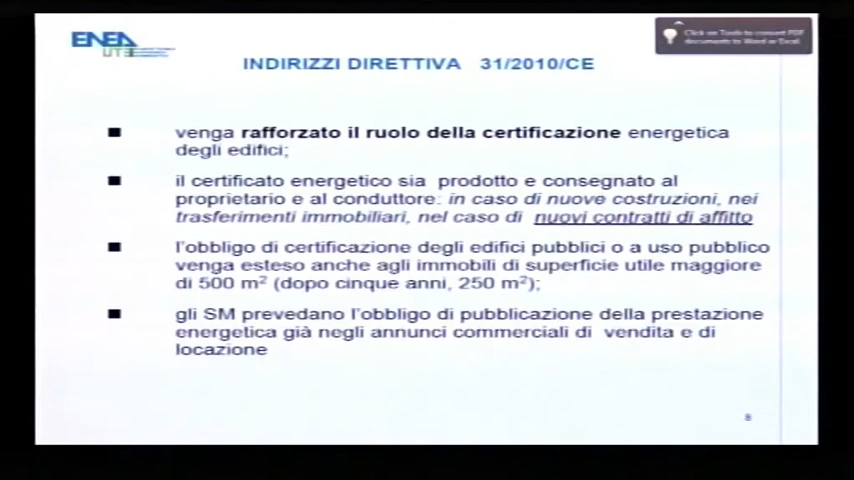 ENEA
UTEE
Click on Tools to convert PDF
documents to Word or Excel.
INDIRIZZI DIRETTIVA 31/2010/CE
venga rafforzato il ruolo della certificazione energetica
degli edifici;
il certificato energetico sia prodotto e consegnato al
proprietario e al conduttore: in caso di nuove costruzioni, nei
trasferimenti immobiliari, nel caso di nuovi contratti di affitto
l'obbligo di certificazione degli edifici pubblici o a uso pubblico
venga esteso anche agli immobili di superficie utile maggiore
di 500 m² (dopo cinque anni, 250 m²);
gli SM prevedano l'obbligo di pubblicazione della prestazione
energetica già negli annunci commerciali di vendita e di
locazione
8